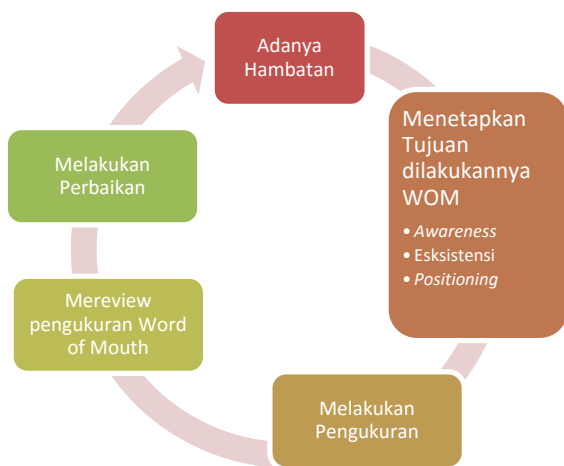 Adanya
Hambatan
Menetapkan
Tujuan
dilakukannya
WOM
• Awareness
• Esksistensi
• Positioning
Melakukan
Pengukuran
Mereview
pengukuran Word
of Mouth
Melakukan
Perbaikan